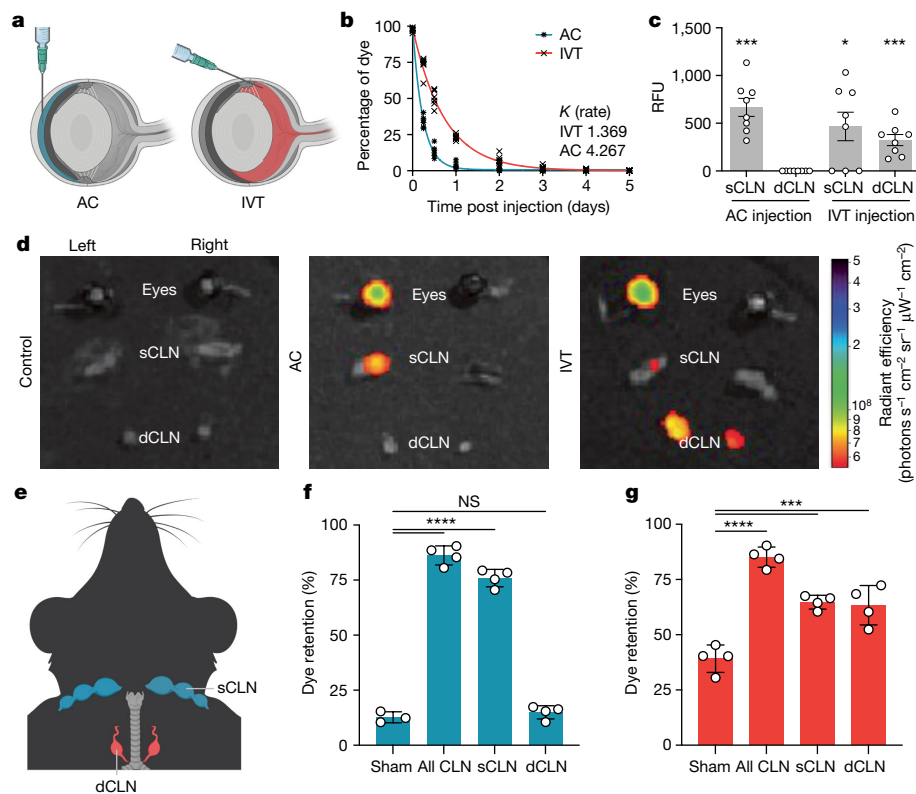 a
AC
IVT
b
Percentage of dye
100
75
50
25
0
0 1 2 3 4 5
Time post injection (days)
AC
IVT
K (rate)
IVT 1.369
AC 4.267
c
RFU
1,500
1,000
500
0
*** * ***
sCLN dCLN sCLN dCLN
AC injection IVT injection
d
Left Right
Control
Eyes
sCLN
dCLN
AC
Eyes
sCLN
dCLN
IVT
Eyes
sCLN
dCLN
5
4
3
2
10⁸
9
8
7
6
Radiant efficiency
(photons s⁻¹ cm⁻² sr⁻¹ µW⁻¹ cm⁻²)
e
sCLN
dCLN
f
NS
****
Dye retention (%)
100
75
50
25
0
Sham All CLN sCLN dCLN
g
***
****
Dye retention (%)
100
75
50
25
0
Sham All CLN sCLN dCLN